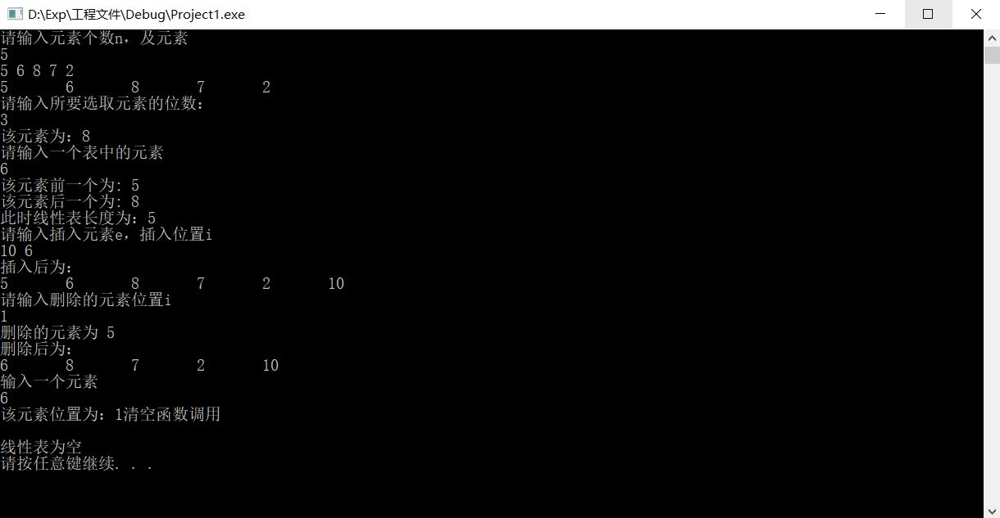 D:\Exp\工程文件\Debug\Project1.exe
请输入元素个数n，及元素
5
5 6 8 7 2
5       6       8       7       2
请输入所要选取元素的位数：
3
该元素为：8
请输入一个表中的元素
6
该元素前一个为: 5
该元素后一个为: 8
此时线性表长度为：5
请输入插入元素e，插入位置i
10 6
插入后为：
5       6       8       7       2       10
请输入删除的元素位置i
1
删除的元素为 5
删除后为：
6       8       7       2       10
输入一个元素
6
该元素位置为：1清空函数调用
线性表为空
请按任意键继续. . .